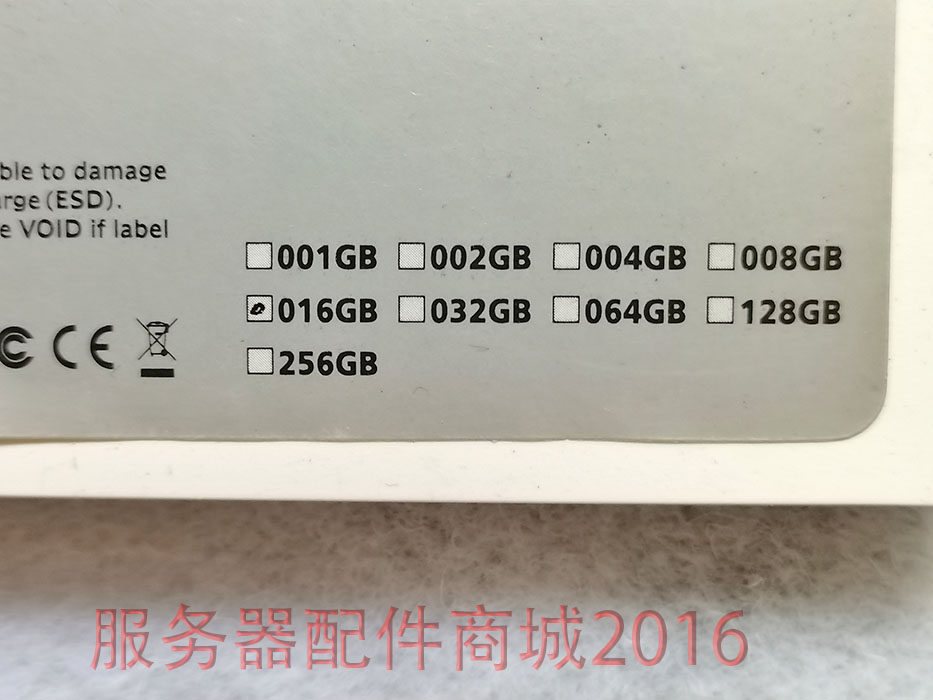 ble to damage
rge (ESD).
e VOID if label
001GB 002GB 004GB 008GB
016GB 032GB 064GB 128GB
CE
256GB
服务器配件商城2016